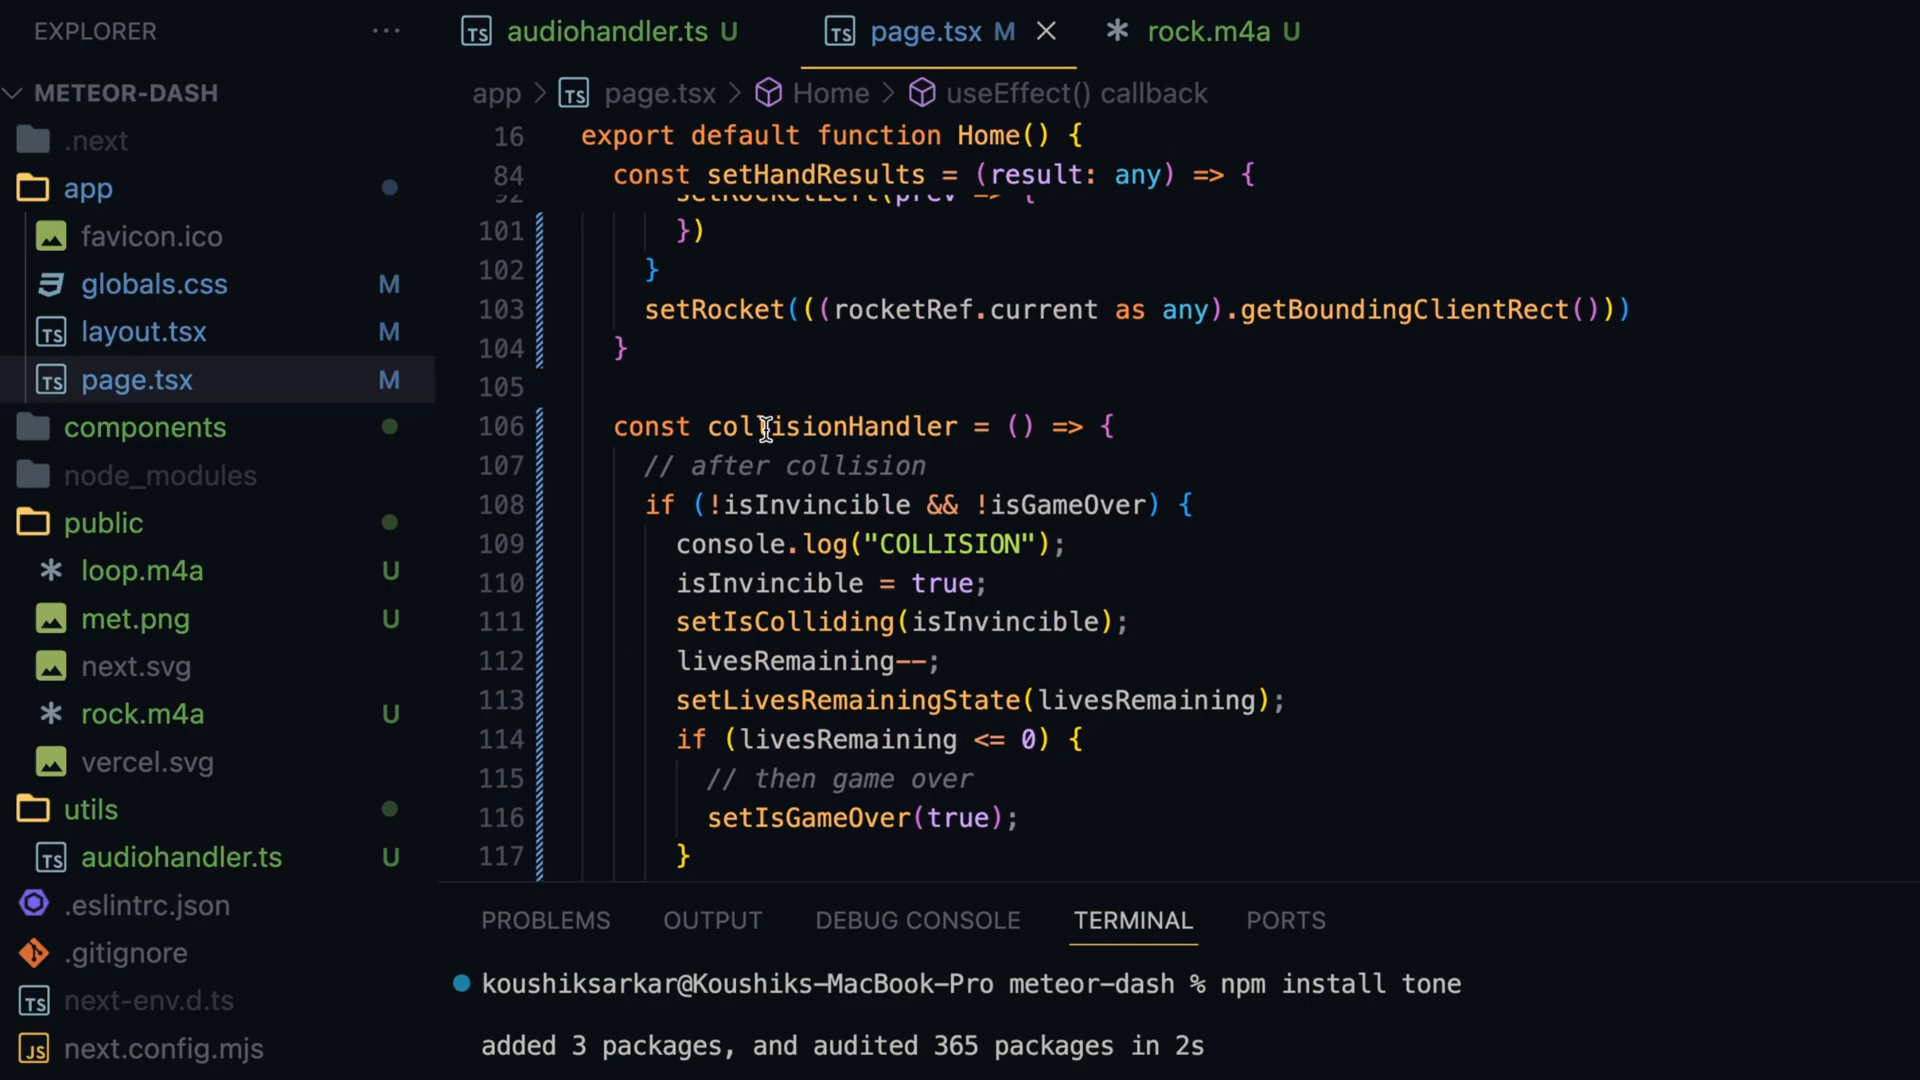 EXPLORER
···
METEOR-DASH
.next
app
favicon.ico
globals.css M
layout.tsx M
page.tsx M
components
node_modules
public
loop.m4a U
met.png U
next.svg
rock.m4a U
vercel.svg
utils
audiohandler.ts U
.eslintrc.json
.gitignore
next-env.d.ts
next.config.mjs
audiohandler.ts U
page.tsx M
rock.m4a U
app > page.tsx > Home > useEffect() callback
16 export default function Home() {
84 const setHandResults = (result: any) => {
92 setRocketLeft(prev => {
101 })
102 }
103 setRocket(((rocketRef.current as any).getBoundingClientRect()))
104 }
105
106 const collisionHandler = () => {
107 // after collision
108 if (!isInvincible && !isGameOver) {
109 console.log("COLLISION");
110 isInvincible = true;
111 setIsColliding(isInvincible);
112 livesRemaining--;
113 setLivesRemainingState(livesRemaining);
114 if (livesRemaining <= 0) {
115 // then game over
116 setIsGameOver(true);
117 }
PROBLEMS OUTPUT DEBUG CONSOLE TERMINAL PORTS
koushiksarkar@Koushiks-MacBook-Pro meteor-dash % npm install tone
added 3 packages, and audited 365 packages in 2s